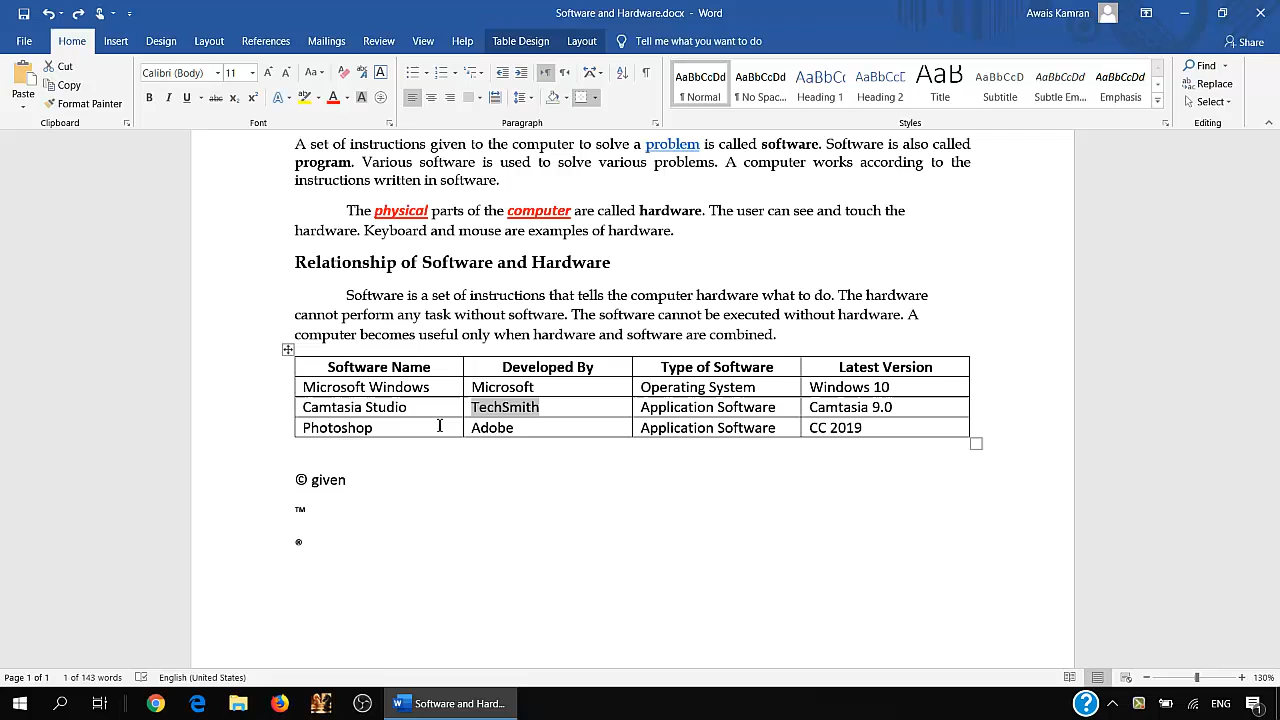 Software and Hardware.docx - Word
Awais Kamran
File Home Insert Design Layout References Mailings Review View Help Table Design Layout Tell me what you want to do Share
Paste
Cut
Copy
Format Painter
Clipboard
Calibri (Body) 11
Font
Paragraph
AaBbCcDd
¶ Normal
AaBbCcDd
¶ No Spac...
AaBbCc
Heading 1
AaBbCcC
Heading 2
AaB
Title
AaBbCcD
Subtitle
AaBbCcDd
Subtle Em...
AaBbCcDd
Emphasis
Styles
Find
Replace
Select
Editing
A set of instructions given to the computer to solve a problem is called software. Software is also called
program. Various software is used to solve various problems. A computer works according to the
instructions written in software.
The physical parts of the computer are called hardware. The user can see and touch the
hardware. Keyboard and mouse are examples of hardware.
Relationship of Software and Hardware
Software is a set of instructions that tells the computer hardware what to do. The hardware
cannot perform any task without software. The software cannot be executed without hardware. A
computer becomes useful only when hardware and software are combined.
Software Name Developed By Type of Software Latest Version
Microsoft Windows Microsoft Operating System Windows 10
Camtasia Studio TechSmith Application Software Camtasia 9.0
Photoshop Adobe Application Software CC 2019
© given
™
®
Page 1 of 1 1 of 143 words English (United States) 130%
Software and Hard... ENG